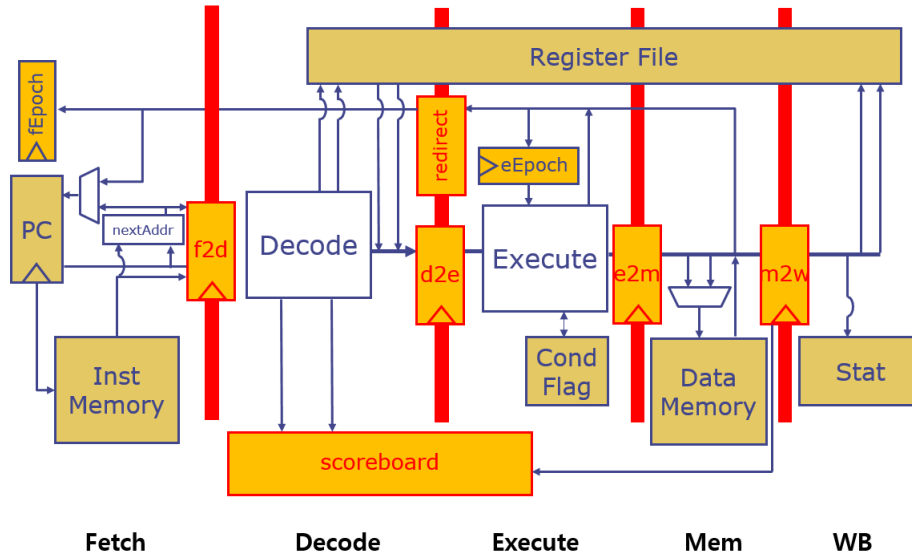 Register File
fEpoch
redirect
eEpoch
PC
nextAddr
f2d
Decode
d2e
Execute
e2m
m2w
Inst
Memory
Cond
Flag
Data
Memory
Stat
scoreboard
Fetch
Decode
Execute
Mem
WB